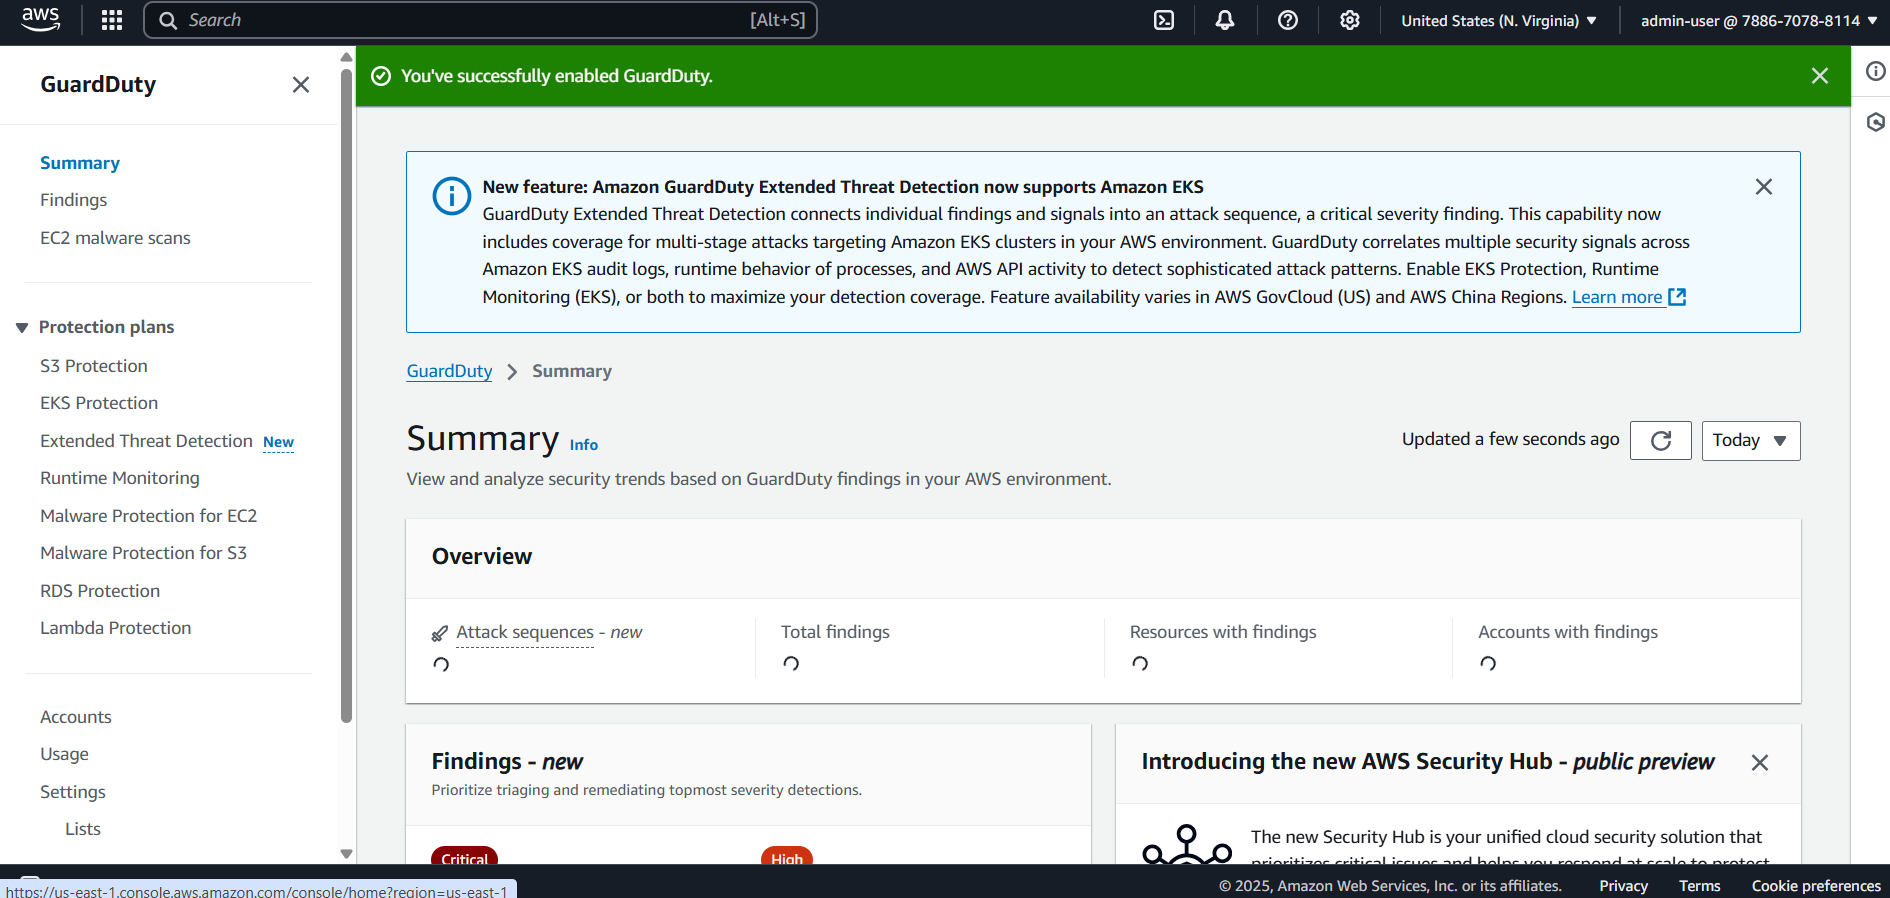 aws
Search [Alt+S]
United States (N. Virginia)
admin-user @ 7886-7078-8114
GuardDuty
Summary
Findings
EC2 malware scans
Protection plans
S3 Protection
EKS Protection
Extended Threat Detection New
Runtime Monitoring
Malware Protection for EC2
Malware Protection for S3
RDS Protection
Lambda Protection
Accounts
Usage
Settings
Lists
You've successfully enabled GuardDuty.
New feature: Amazon GuardDuty Extended Threat Detection now supports Amazon EKS
GuardDuty Extended Threat Detection connects individual findings and signals into an attack sequence, a critical severity finding. This capability now
includes coverage for multi-stage attacks targeting Amazon EKS clusters in your AWS environment. GuardDuty correlates multiple security signals across
Amazon EKS audit logs, runtime behavior of processes, and AWS API activity to detect sophisticated attack patterns. Enable EKS Protection, Runtime
Monitoring (EKS), or both to maximize your detection coverage. Feature availability varies in AWS GovCloud (US) and AWS China Regions. Learn more
GuardDuty > Summary
Summary Info
Updated a few seconds ago
Today
View and analyze security trends based on GuardDuty findings in your AWS environment.
Overview
Attack sequences - new
Total findings
Resources with findings
Accounts with findings
Findings - new
Prioritize triaging and remediating topmost severity detections.
Critical
High
Introducing the new AWS Security Hub - public preview
The new Security Hub is your unified cloud security solution that
prioritizes critical issues and helps you respond at scale to protect
https://us-east-1.console.aws.amazon.com/console/home?region=us-east-1
© 2025, Amazon Web Services, Inc. or its affiliates.
Privacy
Terms
Cookie preferences